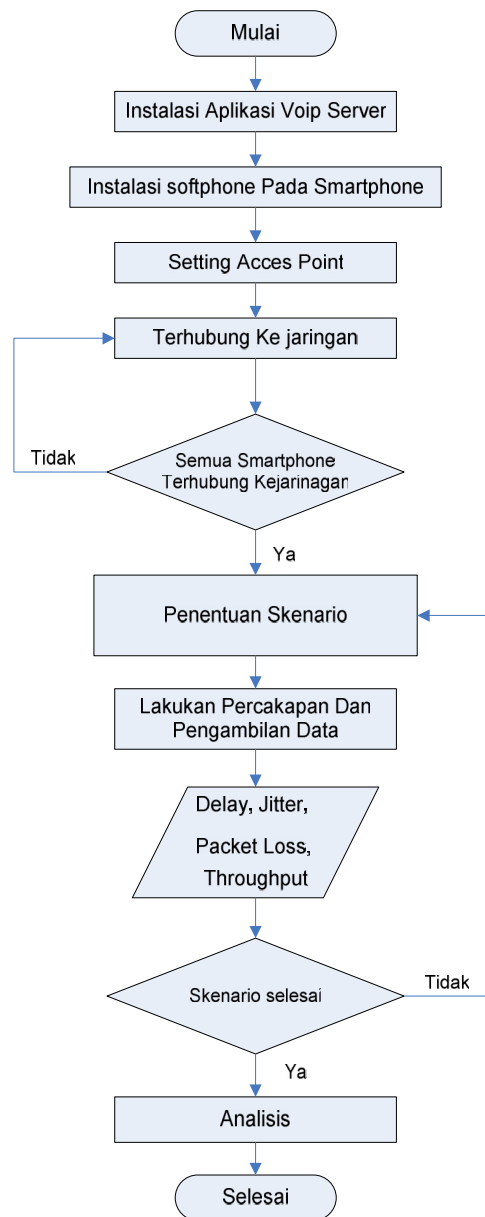 Mulai
Instalasi Aplikasi Voip Server
Instalasi softphone Pada Smartphone
Setting Acces Point
Terhubung Ke jaringan
Tidak
Semua Smartphone
Terhubung Kejarinagan
Ya
Penentuan Skenario
Lakukan Percakapan Dan
Pengambilan Data
Delay, Jitter,
Packet Loss,
Throughput
Skenario selesai
Tidak
Ya
Analisis
Selesai